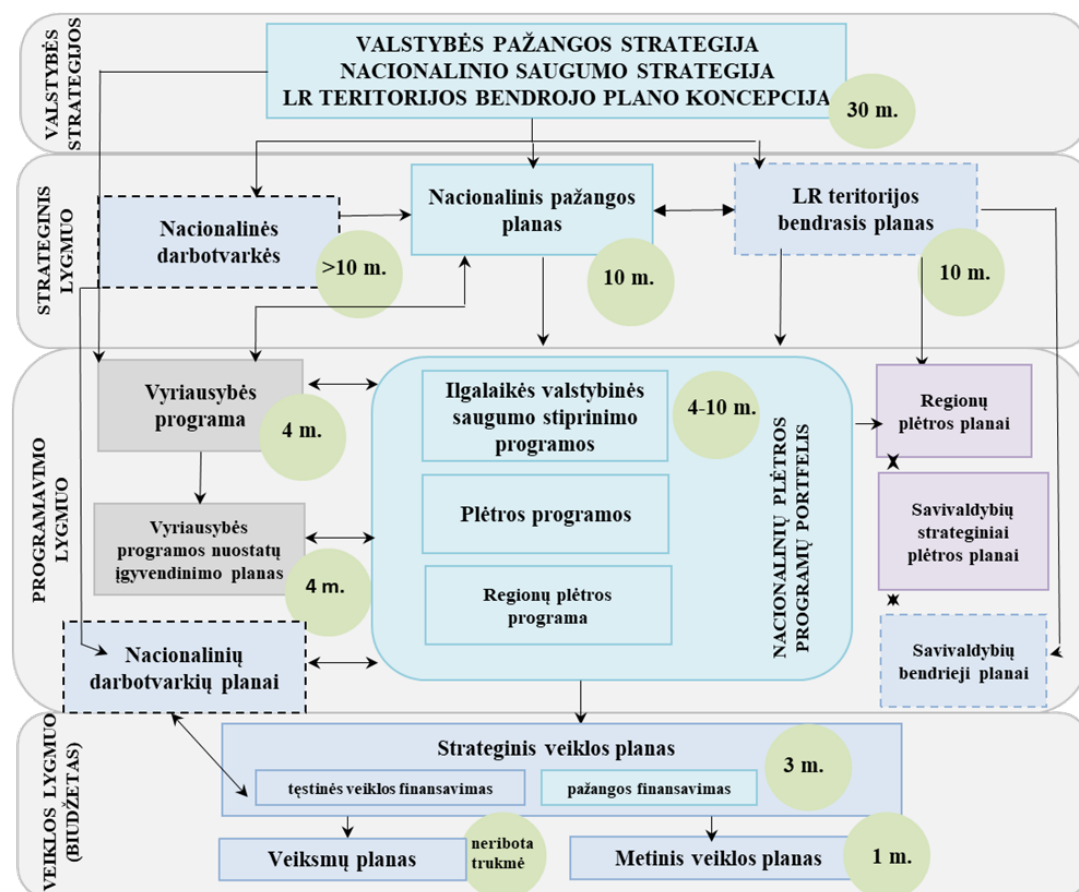 VALSTYBĖS
STRATEGIJOS
VALSTYBĖS PAŽANGOS STRATEGIJA
NACIONALINIO SAUGUMO STRATEGIJA
LR TERITORIJOS BENDROJO PLANO KONCEPCIJA
30 m.
STRATEGINIS
LYGMUO
Nacionalinės
darbotvarkės
>10 m.
Nacionalinis pažangos
planas
10 m.
LR teritorijos
bendrasis planas
10 m.
PROGRAMAVIMO
LYGMUO
Vyriausybės
programa
4 m.
Vyriausybės
programos nuostatų
įgyvendinimo planas
4 m.
Nacionalinių
darbotvarkių planai
Ilgalaikės valstybinės
saugumo stiprinimo
programos
4-10 m.
Plėtros programos
Regionų plėtros
programa
NACIONALINIŲ PLĖTROS
PROGRAMŲ PORTFELIS
Regionų
plėtros planai
Savivaldybių
strateginiai
plėtros planai
Savivaldybių
bendrieji planai
VEIKLOS LYGMUO
(BIUDŽETAS)
Strateginis veiklos planas
3 m.
tęstinės veiklos finansavimas
pažangos finansavimas
Veiksmų planas
neribota
trukmė
Metinis veiklos planas
1 m.